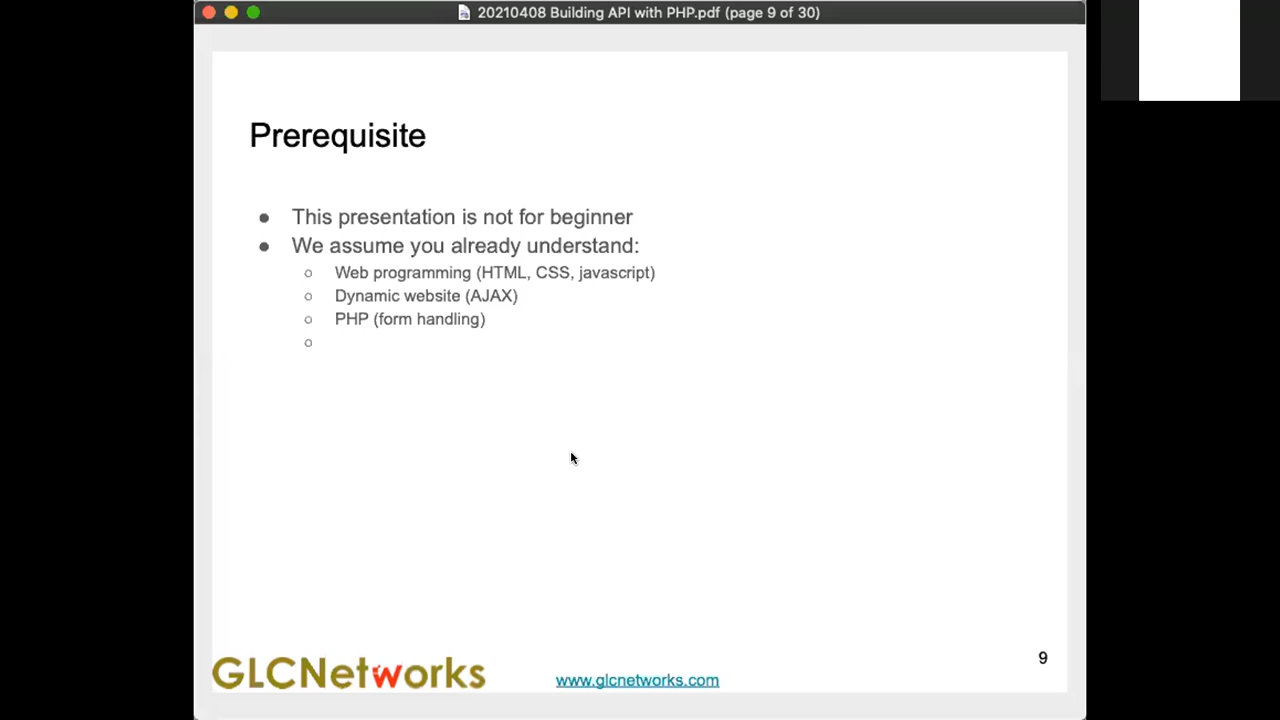 20210408 Building API with PHP.pdf (page 9 of 30)
Prerequisite
● This presentation is not for beginner
● We assume you already understand:
○ Web programming (HTML, CSS, javascript)
○ Dynamic website (AJAX)
○ PHP (form handling)
○
9
GLCNetworks
www.glcnetworks.com